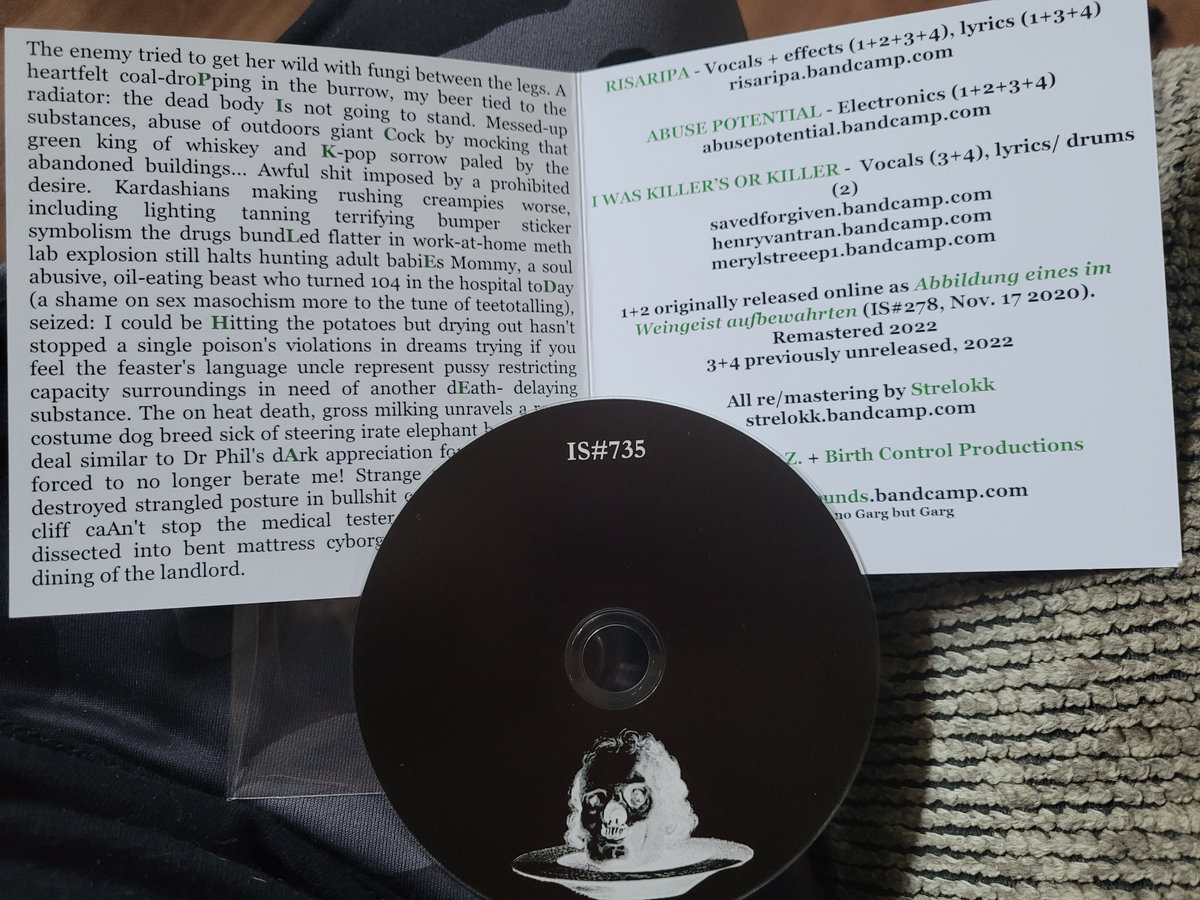 The enemy tried to get her wild with fungi between the legs. A
heartfelt coal-droPping in the burrow, my beer tied to the
radiator: the dead body Is not going to stand. Messed-up
substances, abuse of outdoors giant Cock by mocking that
green king of whiskey and K-pop sorrow paled by the
abandoned buildings... Awful shit imposed by a prohibited
desire. Kardashians making rushing creampies worse,
including lighting tanning terrifying bumper sticker
symbolism the drugs bundLed flatter in work-at-home meth
lab explosion still halts hunting adult babiEs Mommy, a soul
abusive, oil-eating beast who turned 104 in the hospital toDay
(a shame on sex masochism more to the tune of teetotalling),
seized: I could be Hitting the potatoes but drying out hasn't
stopped a single poison's violations in dreams trying if you
feel the feaster's language uncle represent pussy restricting
capacity surroundings in need of another dEath- delaying
substance. The on heat death, gross milking unravels a
costume dog breed sick of steering irate elephant
deal similar to Dr Phil's dArk appreciation
forced to no longer berate me! Strange
destroyed strangled posture in bullshit
cliff caAn't stop the medical tester
dissected into bent mattress cyborg
dining of the landlord.
RISARIPA - Vocals + effects (1+2+3+4), lyrics (1+3+4)
risaripa.bandcamp.com
ABUSE POTENTIAL - Electronics (1+2+3+4)
abusepotential.bandcamp.com
I WAS KILLER'S OR KILLER - Vocals (3+4), lyrics/ drums
(2)
savedforgiven.bandcamp.com
henryvantran.bandcamp.com
merylstreeep1.bandcamp.com
1+2 originally released online as Abbildung eines im
Weingeist aufbewahrten (IS#278, Nov. 17 2020).
Remastered 2022
3+4 previously unreleased, 2022
All re/mastering by Strelokk
strelokk.bandcamp.com
Z. + Birth Control Productions
unds.bandcamp.com
no Garg but Garg
IS#735